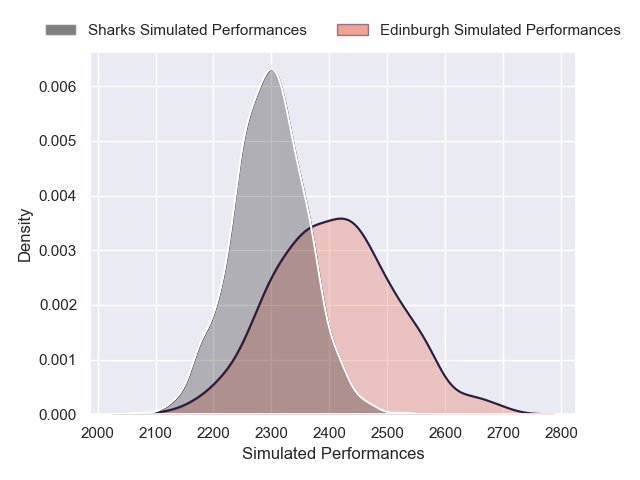 Sharks Simulated Performances
Edinburgh Simulated Performances
0.006
0.005
0.004
0.003
0.002
0.001
0.000
Density
2000 2100 2200 2300 2400 2500 2600 2700 2800
Simulated Performances